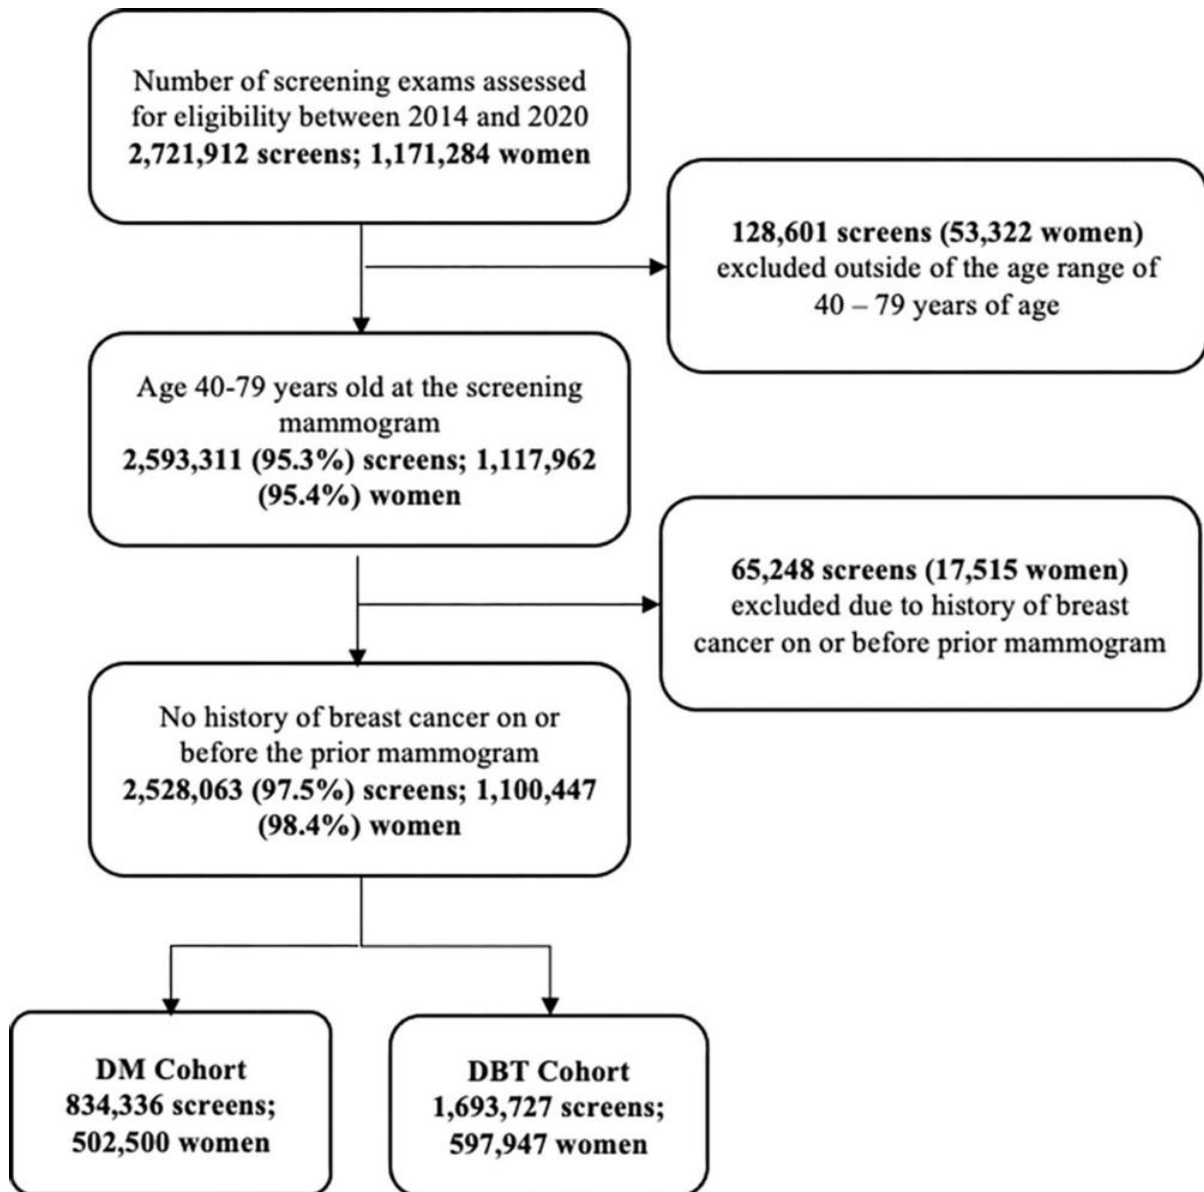 Number of screening exams assessed
for eligibility between 2014 and 2020
2,721,912 screens; 1,171,284 women
128,601 screens (53,322 women)
excluded outside of the age range of
40 – 79 years of age
Age 40-79 years old at the screening
mammogram
2,593,311 (95.3%) screens; 1,117,962
(95.4%) women
65,248 screens (17,515 women)
excluded due to history of breast
cancer on or before prior mammogram
No history of breast cancer on or
before the prior mammogram
2,528,063 (97.5%) screens; 1,100,447
(98.4%) women
DM Cohort
834,336 screens;
502,500 women
DBT Cohort
1,693,727 screens;
597,947 women